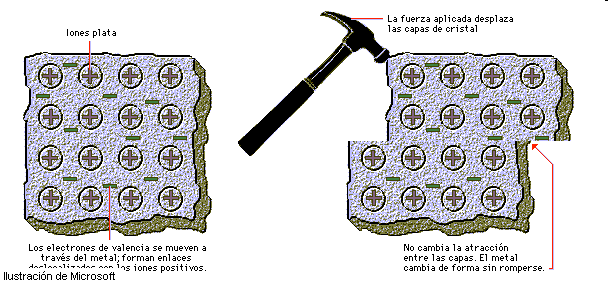 Iones plata
La fuerza aplicada desplaza
las capas de cristal
Los electrones de valencia se mueven a
través del metal; forman enlaces
deslocalizados con los iones positivos.
No cambia la atracción
entre las capas. El metal
cambia de forma sin romperse.
Ilustración de Microsoft